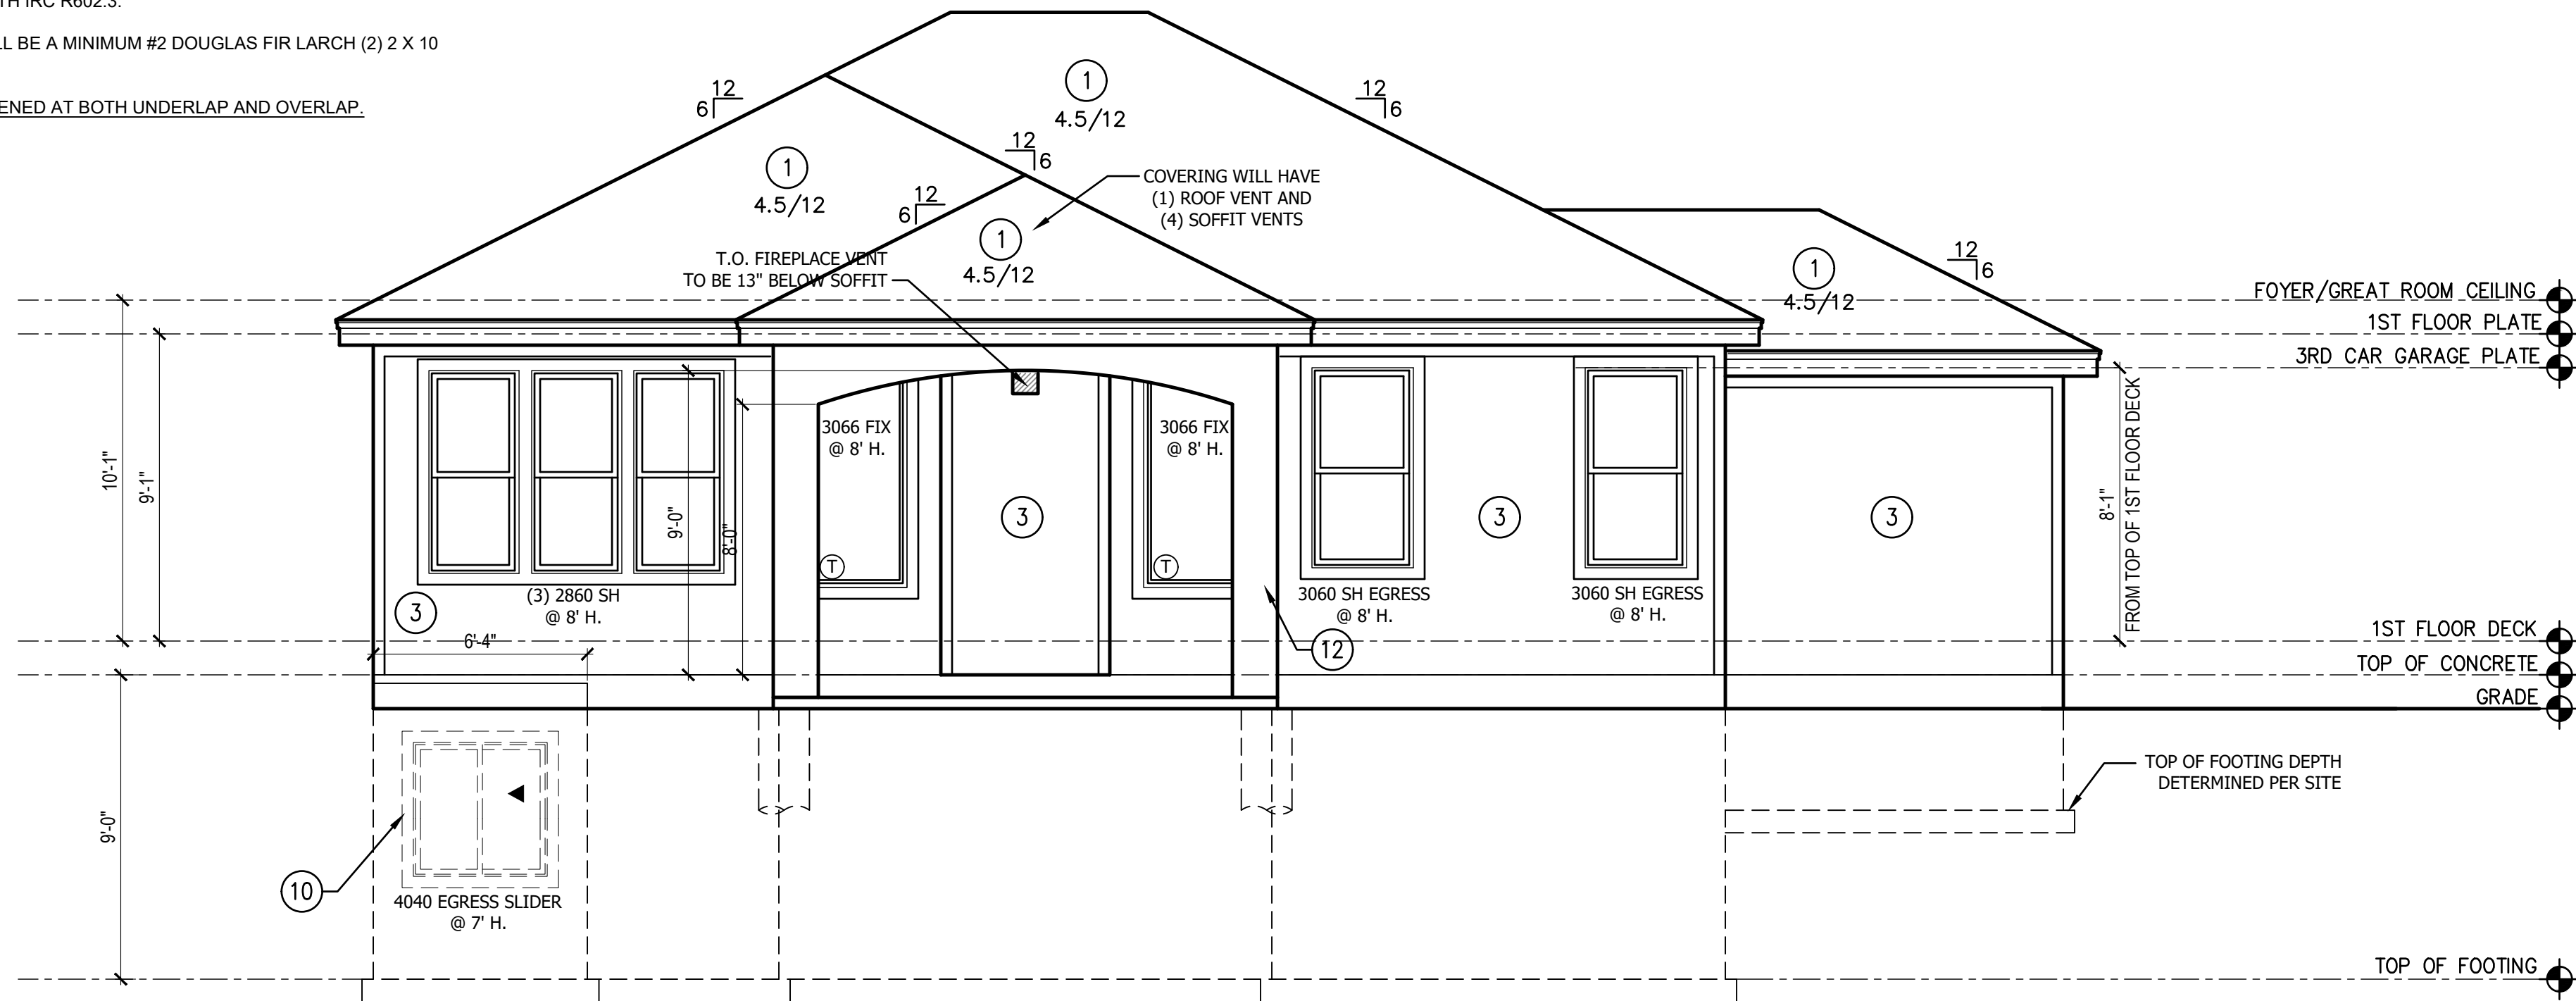 TH IRC R602.3.
LL BE A MINIMUM #2 DOUGLAS FIR LARCH (2) 2 X 10
ENED AT BOTH UNDERLAP AND OVERLAP.
12
6
1
4.5/12
12
6
12
6
1
4.5/12
COVERING WILL HAVE
(1) ROOF VENT AND
(4) SOFFIT VENTS
12
6
1
4.5/12
T.O. FIREPLACE VENT
TO BE 13" BELOW SOFFIT
12
6
1
4.5/12
FOYER/GREAT ROOM CEILING
1ST FLOOR PLATE
3RD CAR GARAGE PLATE
10'-1"
9'-1"
3066 FIX
@ 8' H.
3066 FIX
@ 8' H.
9'-0"
8'-0"
3
3
3
8'-1"
FROM TOP OF 1ST FLOOR DECK
T
T
(3) 2860 SH
@ 8' H.
3
3060 SH EGRESS
@ 8' H.
3060 SH EGRESS
@ 8' H.
6'-4"
12
1ST FLOOR DECK
TOP OF CONCRETE
GRADE
TOP OF FOOTING DEPTH
DETERMINED PER SITE
9'-0"
10
4040 EGRESS SLIDER
@ 7' H.
TOP OF FOOTING